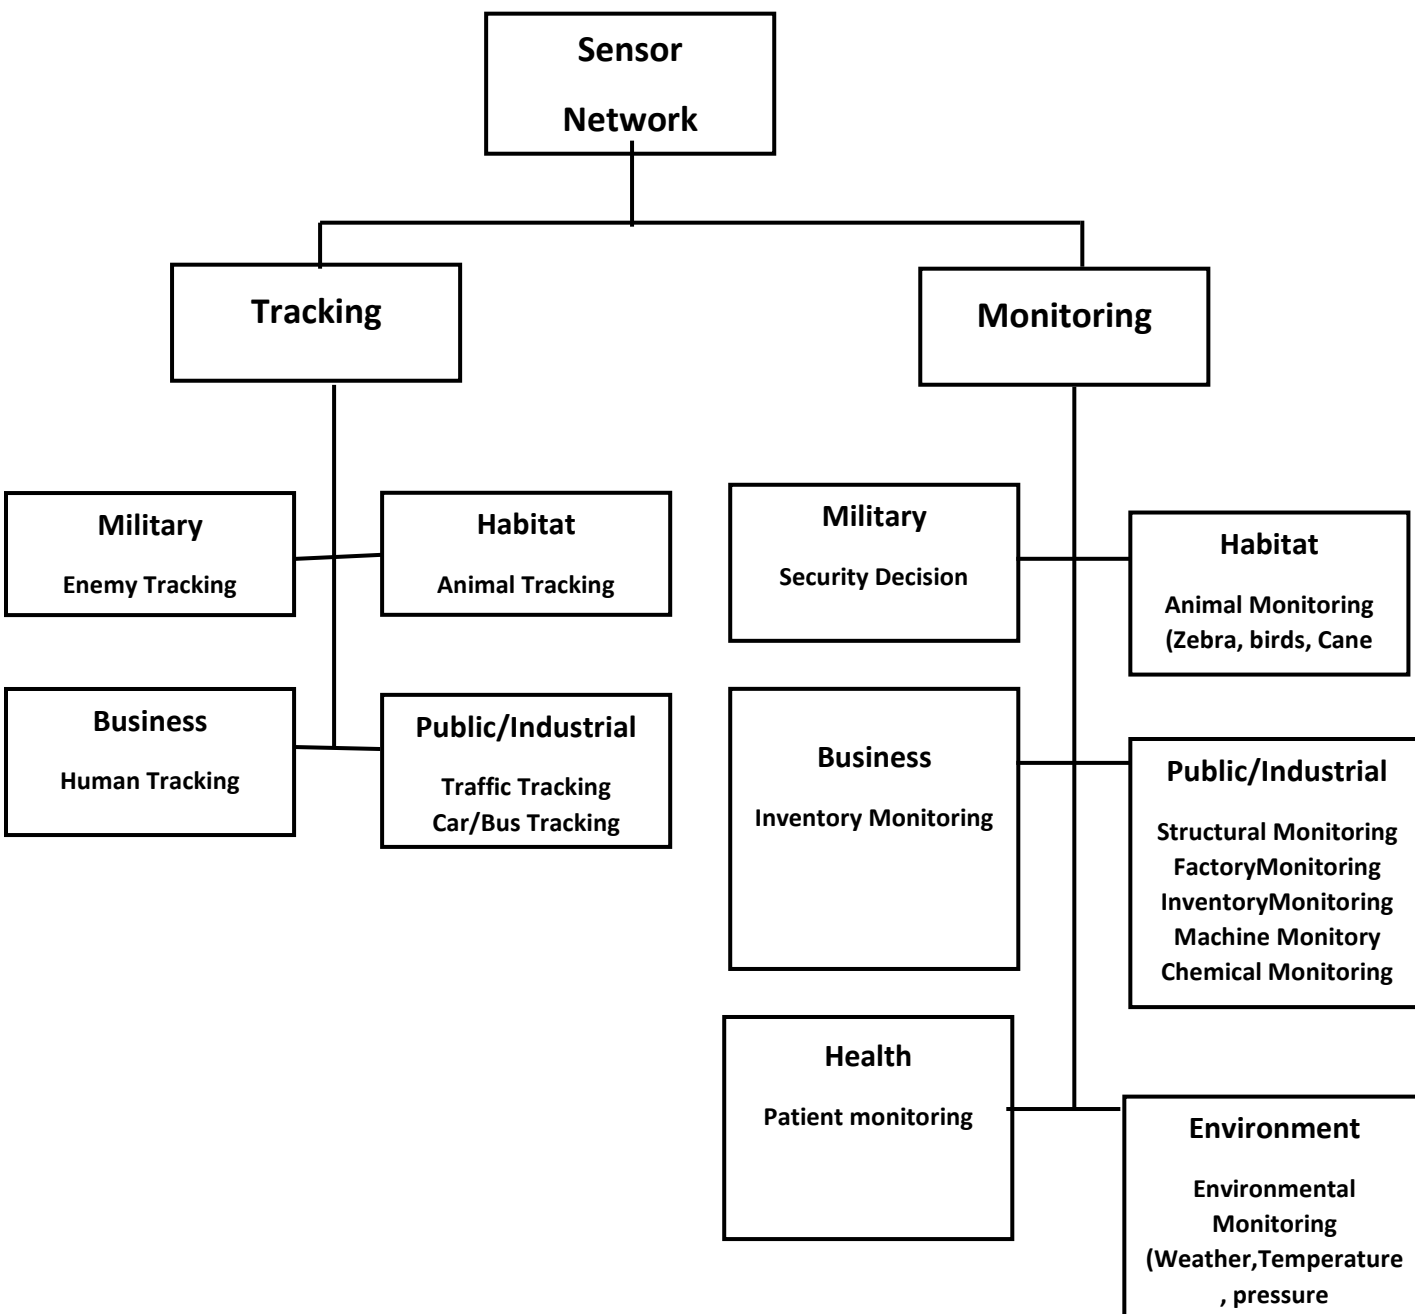 Sensor
Network
Tracking
Monitoring
Military
Enemy Tracking
Habitat
Animal Tracking
Business
Human Tracking
Public/Industrial
Traffic Tracking
Car/Bus Tracking
Military
Security Decision
Habitat
Animal Monitoring
(Zebra, birds, Cane
Business
Inventory Monitoring
Public/Industrial
Structural Monitoring
FactoryMonitoring
InventoryMonitoring
Machine Monitory
Chemical Monitoring
Health
Patient monitoring
Environment
Environmental
Monitoring
(Weather,Temperature
, pressure